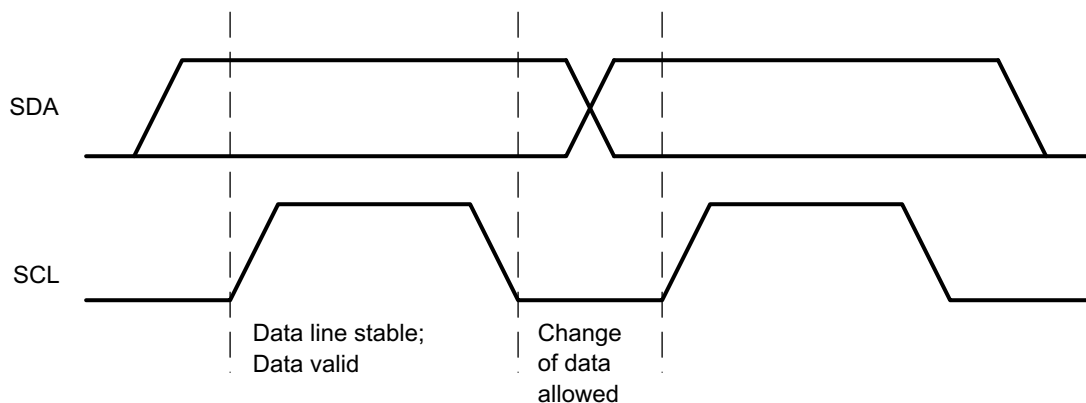 SDA
SCL
Data line stable;
Data valid
Change
of data
allowed